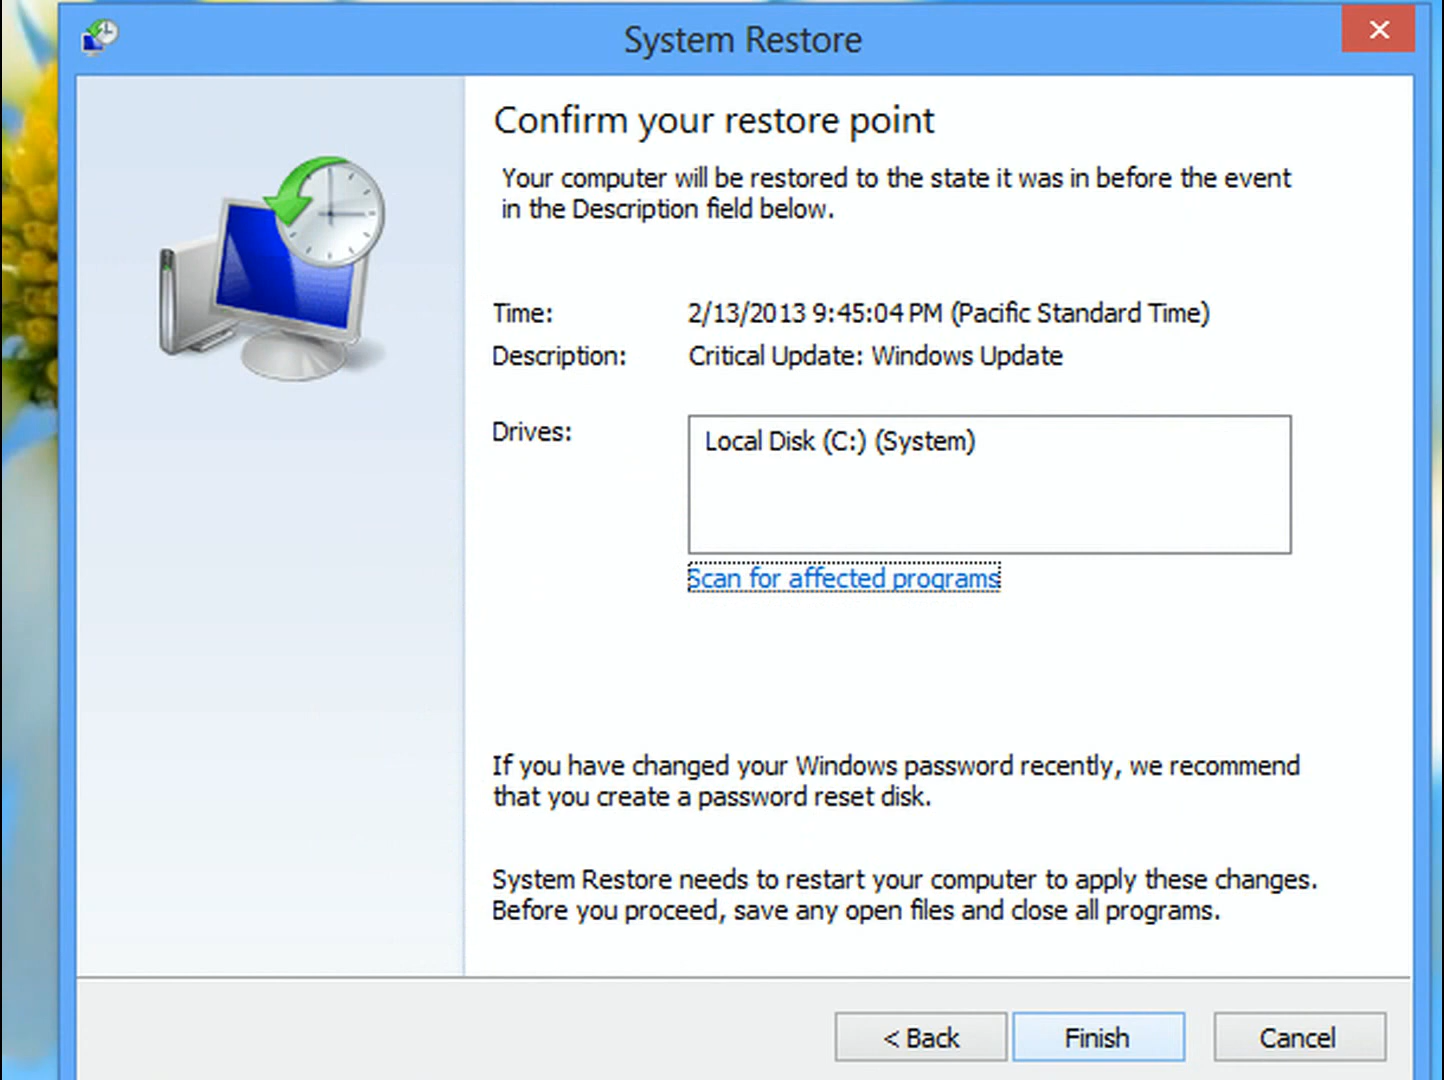 System Restore
Confirm your restore point
Your computer will be restored to the state it was in before the event
in the Description field below.
Time: 2/13/2013 9:45:04 PM (Pacific Standard Time)
Description: Critical Update: Windows Update
Drives: Local Disk (C:) (System)
Scan for affected programs
If you have changed your Windows password recently, we recommend
that you create a password reset disk.
System Restore needs to restart your computer to apply these changes.
Before you proceed, save any open files and close all programs.
< Back Finish Cancel